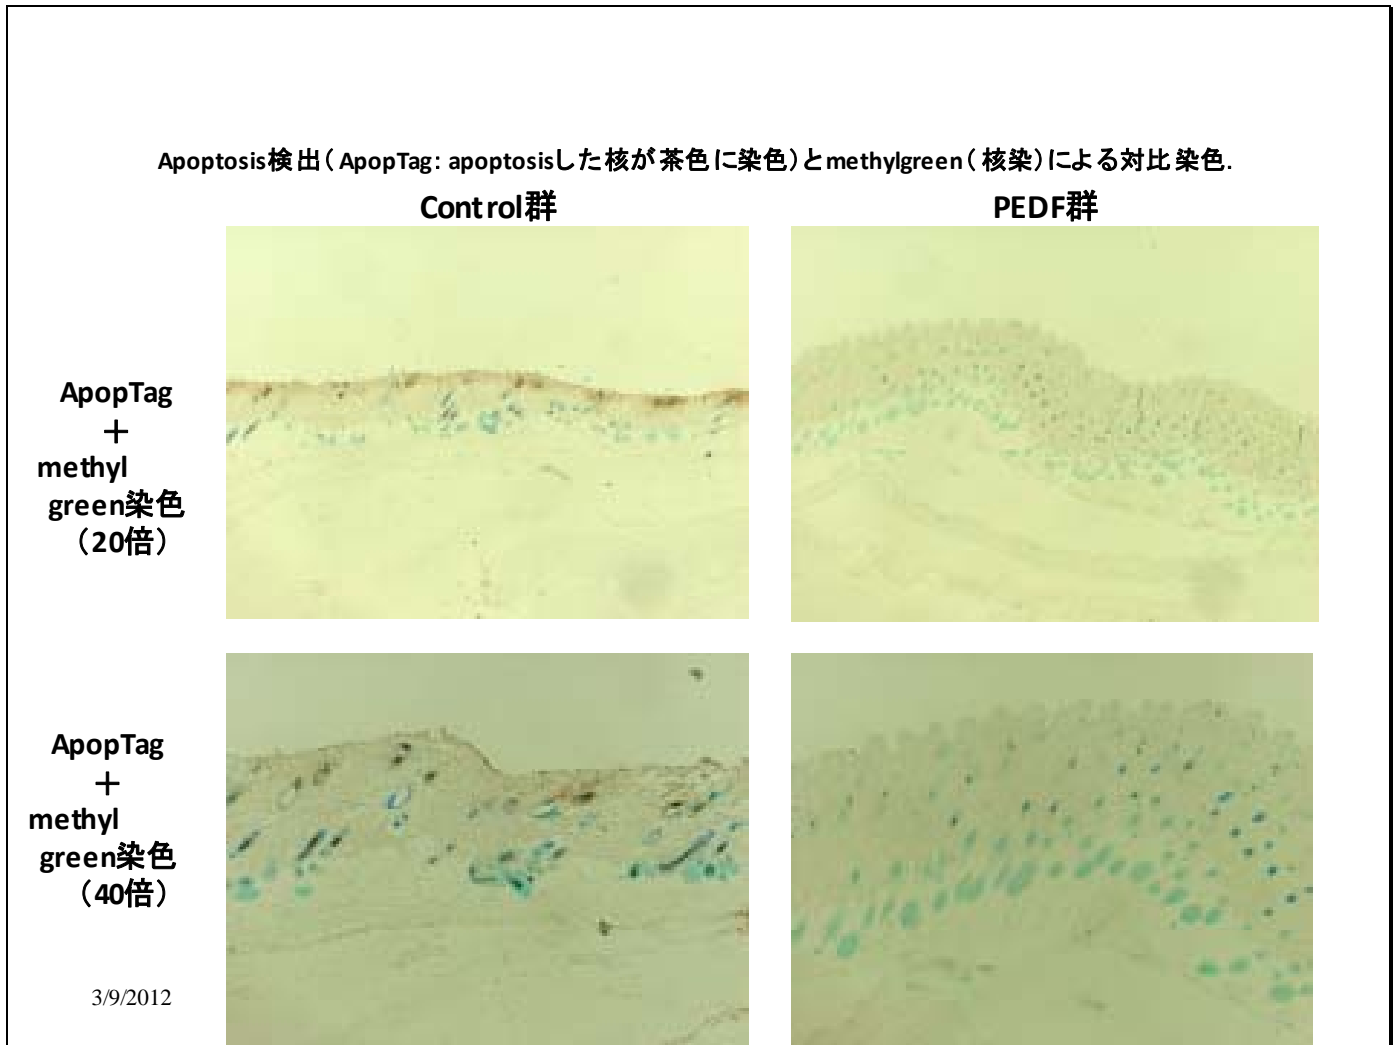 Apoptosis検出（ApopTag: apoptosisした核が茶色に染色）とmethylgreen（核染）による対比染色.
Control群
PEDF群
ApopTag
＋
methyl
green染色
（20倍）
ApopTag
＋
methyl
green染色
（40倍）
3/9/2012